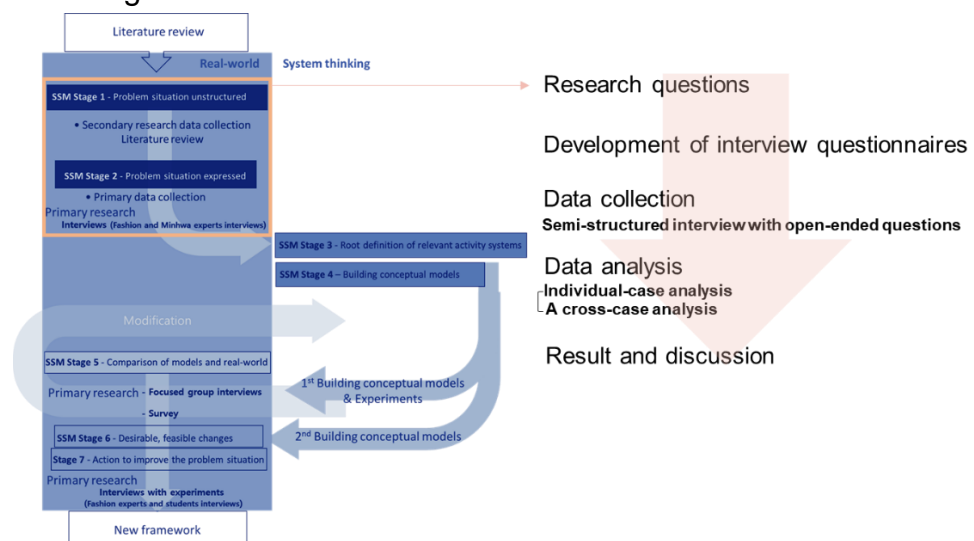 Literature review
Real-world
System thinking
SSM Stage 1 - Problem situation unstructured
• Secondary research data collection
Literature review
SSM Stage 2 - Problem situation expressed
• Primary data collection
Primary research
Interviews (Fashion and Minhwa experts interviews)
SSM Stage 3 - Root definition of relevant activity systems
SSM Stage 4 – Building conceptual models
Modification
SSM Stage 5 - Comparison of models and real-world
Primary research - Focused group interviews
- Survey
1st Building conceptual models
& Experiments
SSM Stage 6 - Desirable, feasible changes
2nd Building conceptual models
Stage 7 - Action to improve the problem situation
Primary research
Interviews with experiments
(Fashion experts and students interviews)
New framework
Research questions
Development of interview questionnaires
Data collection
Semi-structured interview with open-ended questions
Data analysis
Individual-case analysis
A cross-case analysis
Result and discussion